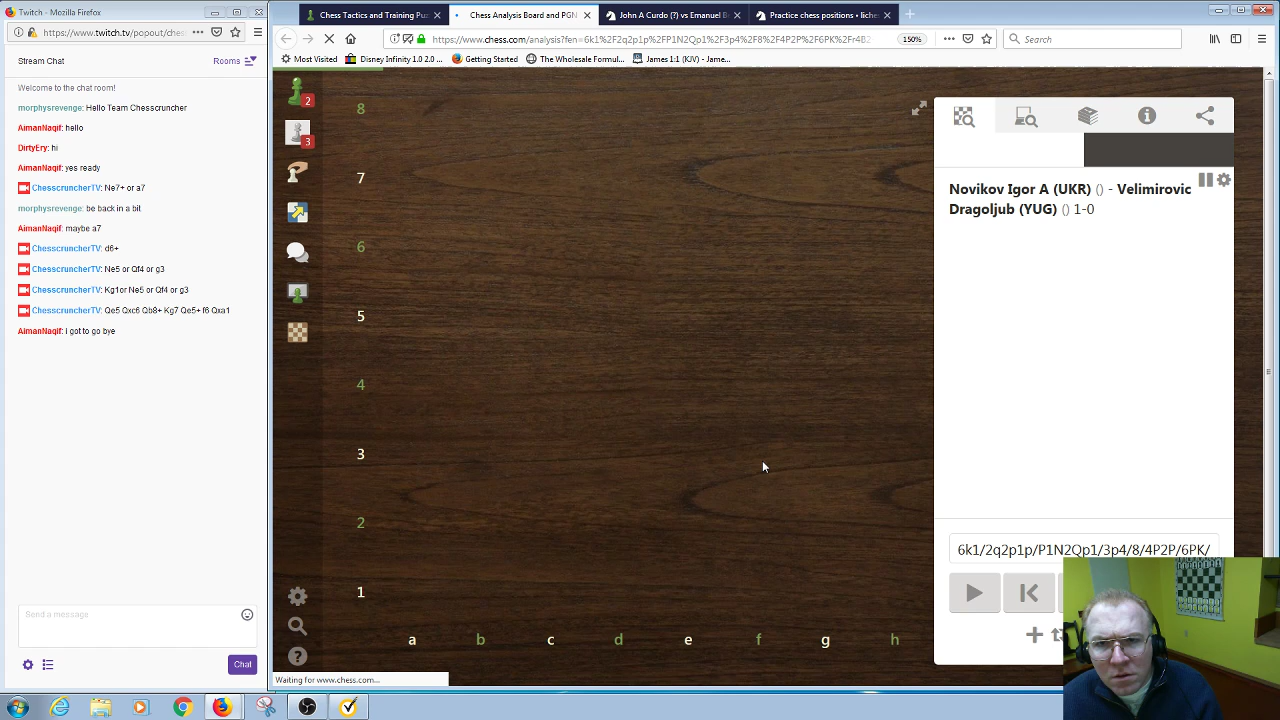 Twitch - Mozilla Firefox
https://www.twitch.tv/popout/ches
Stream Chat
Rooms
Welcome to the chat room!
morphysrevenge: Hello Team Chesscruncher
AimanNaqif: hello
DirtyEry: hi
AimanNaqif: yes ready
ChesscruncherTV: Ne7+ or a7
morphysrevenge: be back in a bit
AimanNaqif: maybe a7
ChesscruncherTV: d6+
ChesscruncherTV: Ne5 or Qf4 or g3
ChesscruncherTV: Kg1or Ne5 or Qf4 or g3
ChesscruncherTV: Qe5 Qxc6 Qb8+ Kg7 Qe5+ f6 Qxa1
AimanNaqif: i got to go bye
Send a message
Chat
Chess Tactics and Training Puz
Chess Analysis Board and PGN
John A Curdo (?) vs Emanuel B
Practice chess positions • liches
https://www.chess.com/analysis?fen=6k1%2F2q2p1p%2FP1N2Qp1%2F3p4%2F8%2F4P2P%2F6PK%2Fr4B2
150%
Search
Most Visited
Disney Infinity 1.0 2.0 ...
Getting Started
The Wholesale Formul...
James 1:1 (KJV) - Jame...
2
3
8
7
6
5
4
3
2
1
a b c d e f g h
Novikov Igor A (UKR) () - Velimirovic
Dragoljub (YUG) () 1-0
6k1/2q2p1p/P1N2Qp1/3p4/8/4P2P/6PK/
Waiting for www.chess.com...